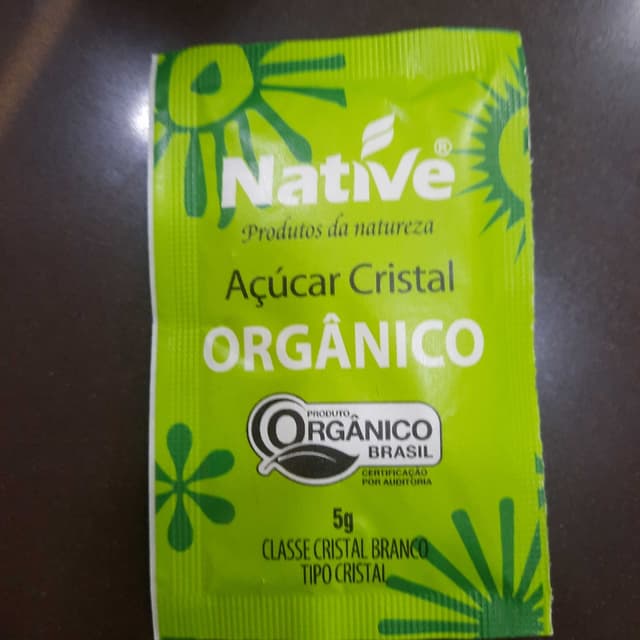 Native®
Produtos da natureza
Açúcar Cristal
ORGÂNICO
PRODUTO
ORGÂNICO
BRASIL
CERTIFICAÇÃO
POR AUDITORIA
5g
CLASSE CRISTAL BRANCO
TIPO CRISTAL